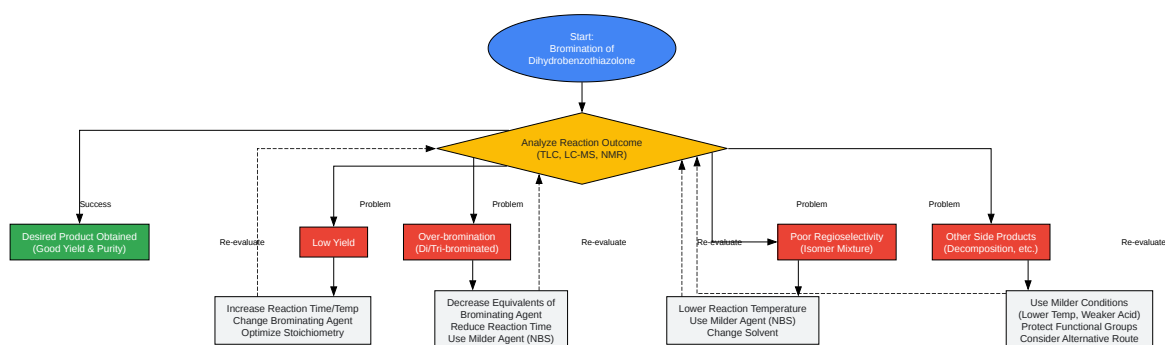 Start:
Bromination of
Dihydrobenzothiazolone
Analyze Reaction Outcome
(TLC, LC-MS, NMR)
Success
Problem
Problem
Problem
Problem
Desired Product Obtained
(Good Yield & Purity)
Re-evaluate
Low Yield
Over-bromination
(Di/Tri-brominated)
Re-evaluate
Re-evaluate
Poor Regioselectivity
(Isomer Mixture)
Other Side Products
(Decomposition, etc.)
Re-evaluate
Increase Reaction Time/Temp
Change Brominating Agent
Optimize Stoichiometry
Decrease Equivalents of
Brominating Agent
Reduce Reaction Time
Use Milder Agent (NBS)
Lower Reaction Temperature
Use Milder Agent (NBS)
Change Solvent
Use Milder Conditions
(Lower Temp, Weaker Acid)
Protect Functional Groups
Consider Alternative Route